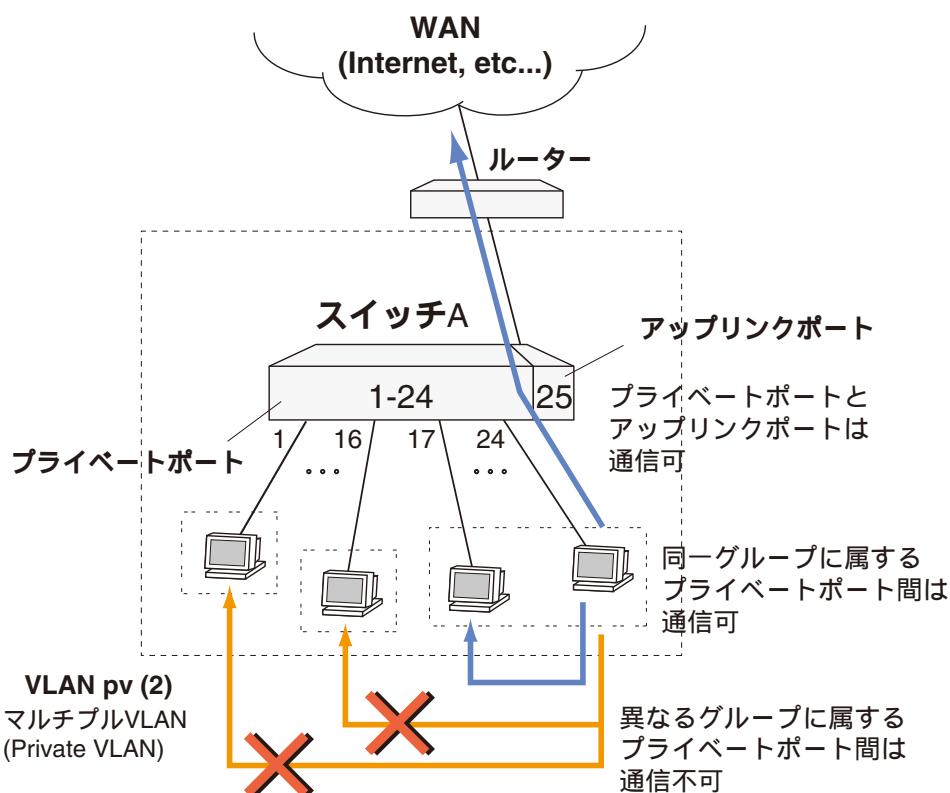 WAN
(Internet, etc...)
ルーター
スイッチA
アップリンクポート
1-24
25
プライベートポートと
アップリンクポートは
通信可
1
16
17
24
プライベートポート
同一グループに属する
プライベートポート間は
通信可
VLAN pv (2)
マルチプルVLAN
(Private VLAN)
異なるグループに属する
プライベートポート間は
通信不可